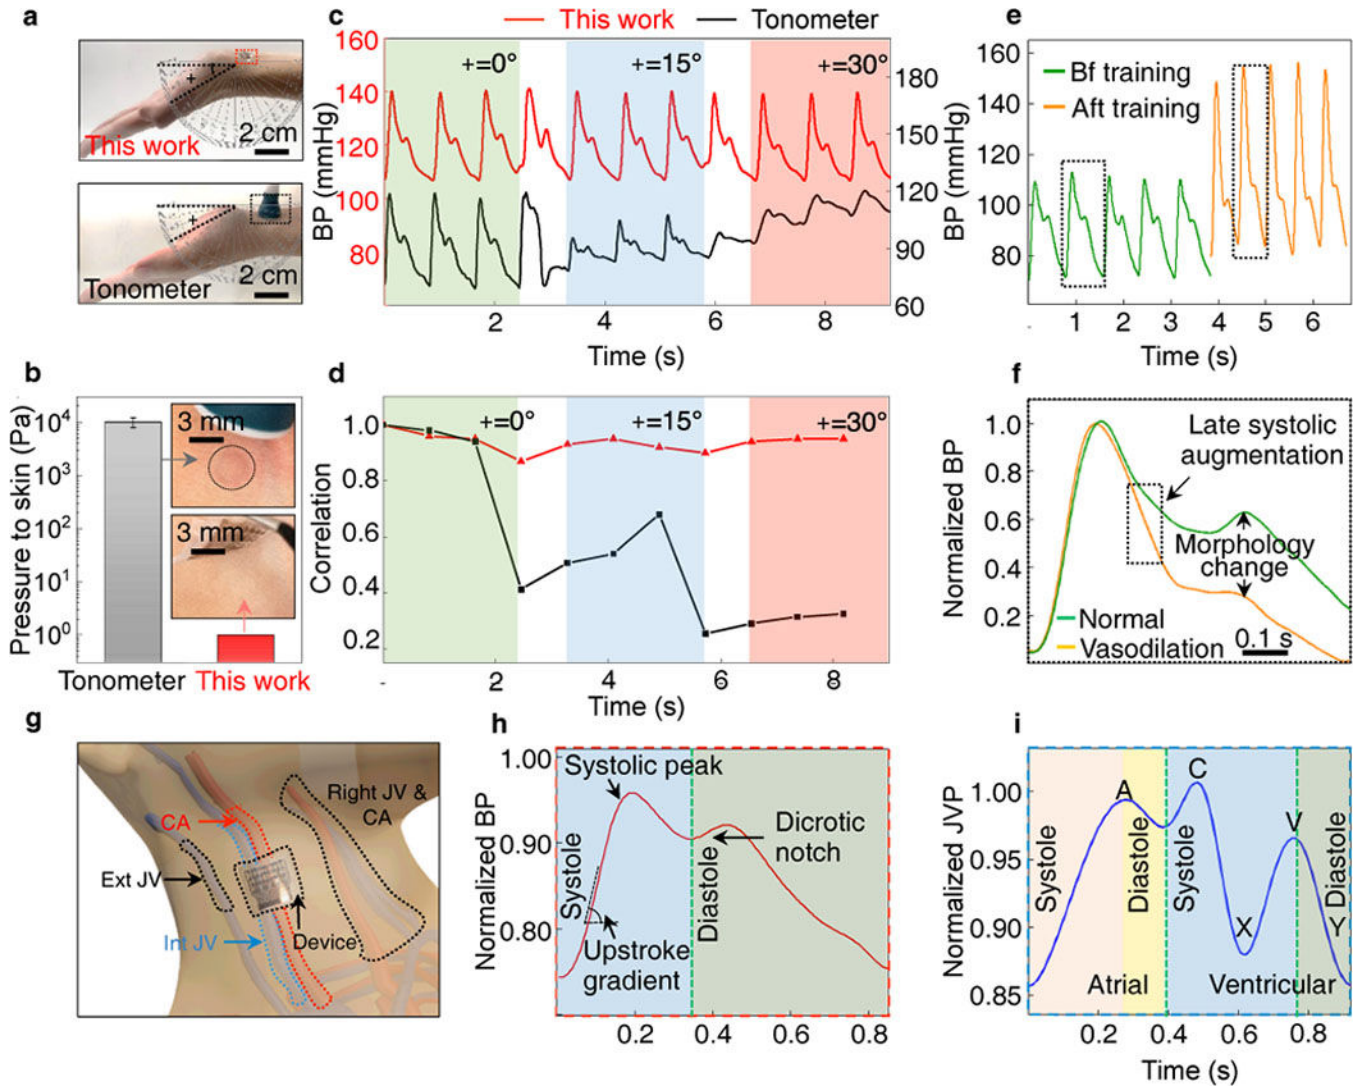 a
This work
2 cm
Tonometer
2 cm
c
This work
Tonometer
BP (mmHg)
160
140
120
100
80
+=0°
+=15°
+=30°
180
150
120
90
60
BP (mmHg)
2
4
6
8
Time (s)
e
160
140
120
100
80
Bf training
Aft training
1
2
3
4
5
6
Time (s)
b
Pressure to skin (Pa)
10⁴
10³
10²
10¹
10⁰
3 mm
3 mm
Tonometer
This work
d
Correlation
1.0
0.8
0.6
0.4
0.2
+=0°
+=15°
+=30°
2
4
6
8
Time (s)
f
Normalized BP
1.0
0.8
0.6
0.4
0.2
Late systolic
augmentation
Morphology
change
Normal
Vasodilation
0.1 s
g
CA
Ext JV
Int JV
Device
Right JV &
CA
h
Normalized BP
1.00
0.90
0.80
Systolic peak
Systole
Diastole
Dicrotic
notch
Upstroke
gradient
0.2
0.4
0.6
0.8
i
Normalized JVP
1.00
0.95
0.90
0.85
Systole
A
Diastole
Systole
C
X
V
Diastole
Y
Atrial
Ventricular
0.2
0.4
0.6
0.8
Time (s)